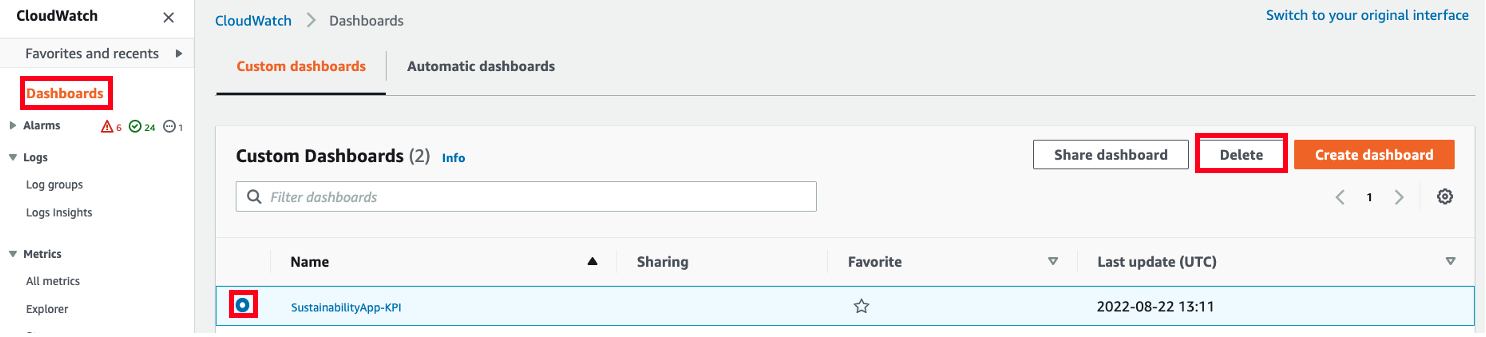 CloudWatch
Favorites and recents
Dashboards
Alarms 6 24 1
Logs
Log groups
Logs Insights
Metrics
All metrics
Explorer
CloudWatch > Dashboards
Switch to your original interface
Custom dashboards Automatic dashboards
Custom Dashboards (2) Info
Share dashboard Delete Create dashboard
Filter dashboards
1
Name Sharing Favorite Last update (UTC)
SustainabilityApp-KPI 2022-08-22 13:11